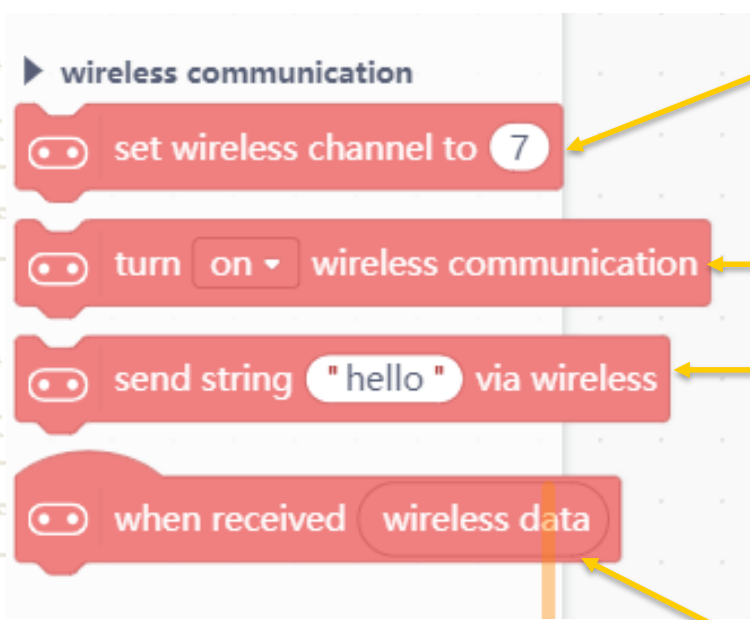 wireless communication
set wireless channel to 7
turn on wireless communication
send string "hello" via wireless
when received wireless data